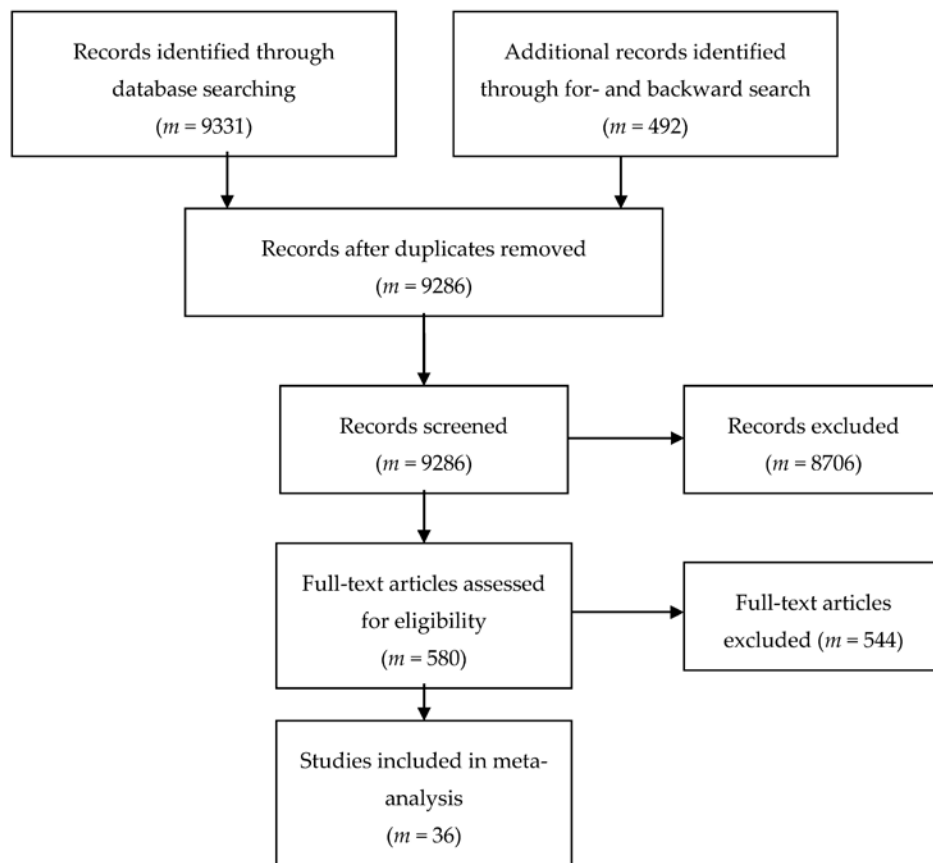 Records identified through
database searching
(m = 9331)
Additional records identified
through for- and backward search
(m = 492)
Records after duplicates removed
(m = 9286)
Records screened
(m = 9286)
Records excluded
(m = 8706)
Full-text articles assessed
for eligibility
(m = 580)
Full-text articles
excluded (m = 544)
Studies included in meta-
analysis
(m = 36)